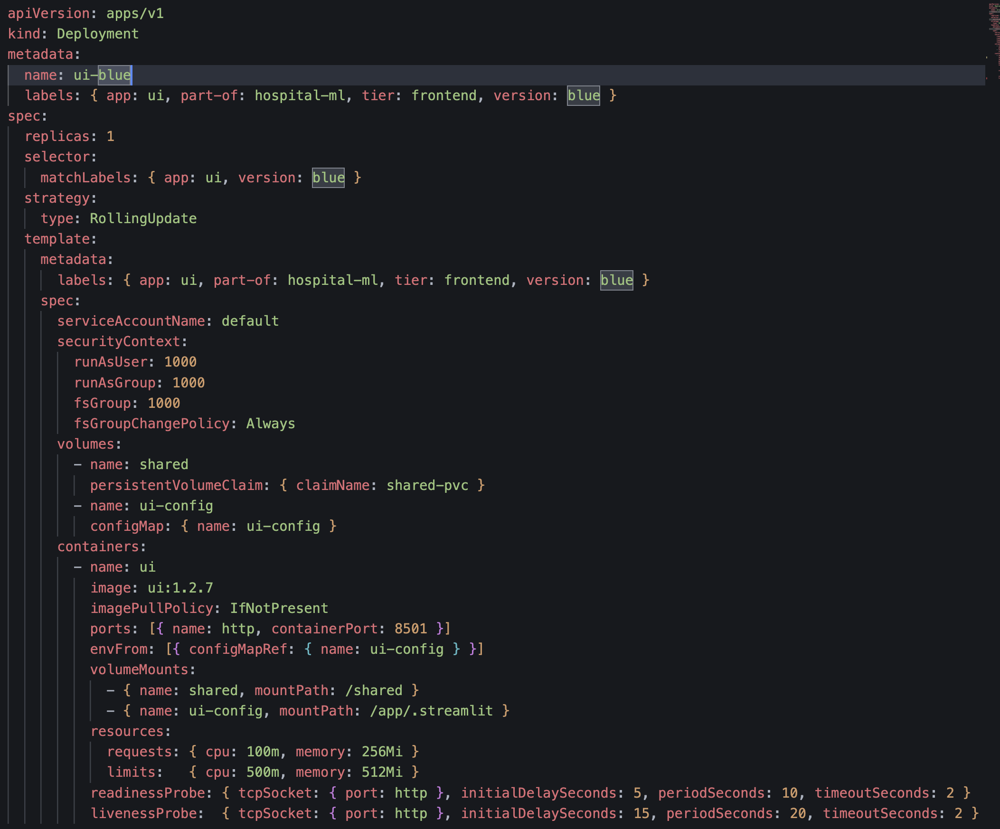 apiVersion: apps/v1
kind: Deployment
metadata:
  name: ui-blue
  labels: { app: ui, part-of: hospital-ml, tier: frontend, version: blue }
spec:
  replicas: 1
  selector:
    matchLabels: { app: ui, version: blue }
  strategy:
    type: RollingUpdate
  template:
    metadata:
      labels: { app: ui, part-of: hospital-ml, tier: frontend, version: blue }
    spec:
      serviceAccountName: default
      securityContext:
        runAsUser: 1000
        runAsGroup: 1000
        fsGroup: 1000
        fsGroupChangePolicy: Always
      volumes:
        - name: shared
          persistentVolumeClaim: { claimName: shared-pvc }
        - name: ui-config
          configMap: { name: ui-config }
      containers:
        - name: ui
          image: ui:1.2.7
          imagePullPolicy: IfNotPresent
          ports: [{ name: http, containerPort: 8501 }]
          envFrom: [{ configMapRef: { name: ui-config } }]
          volumeMounts:
            - { name: shared, mountPath: /shared }
            - { name: ui-config, mountPath: /app/.streamlit }
          resources:
            requests: { cpu: 100m, memory: 256Mi }
            limits:   { cpu: 500m, memory: 512Mi }
          readinessProbe: { tcpSocket: { port: http }, initialDelaySeconds: 5, periodSeconds: 10, timeoutSeconds: 2 }
          livenessProbe:  { tcpSocket: { port: http }, initialDelaySeconds: 15, periodSeconds: 20, timeoutSeconds: 2 }